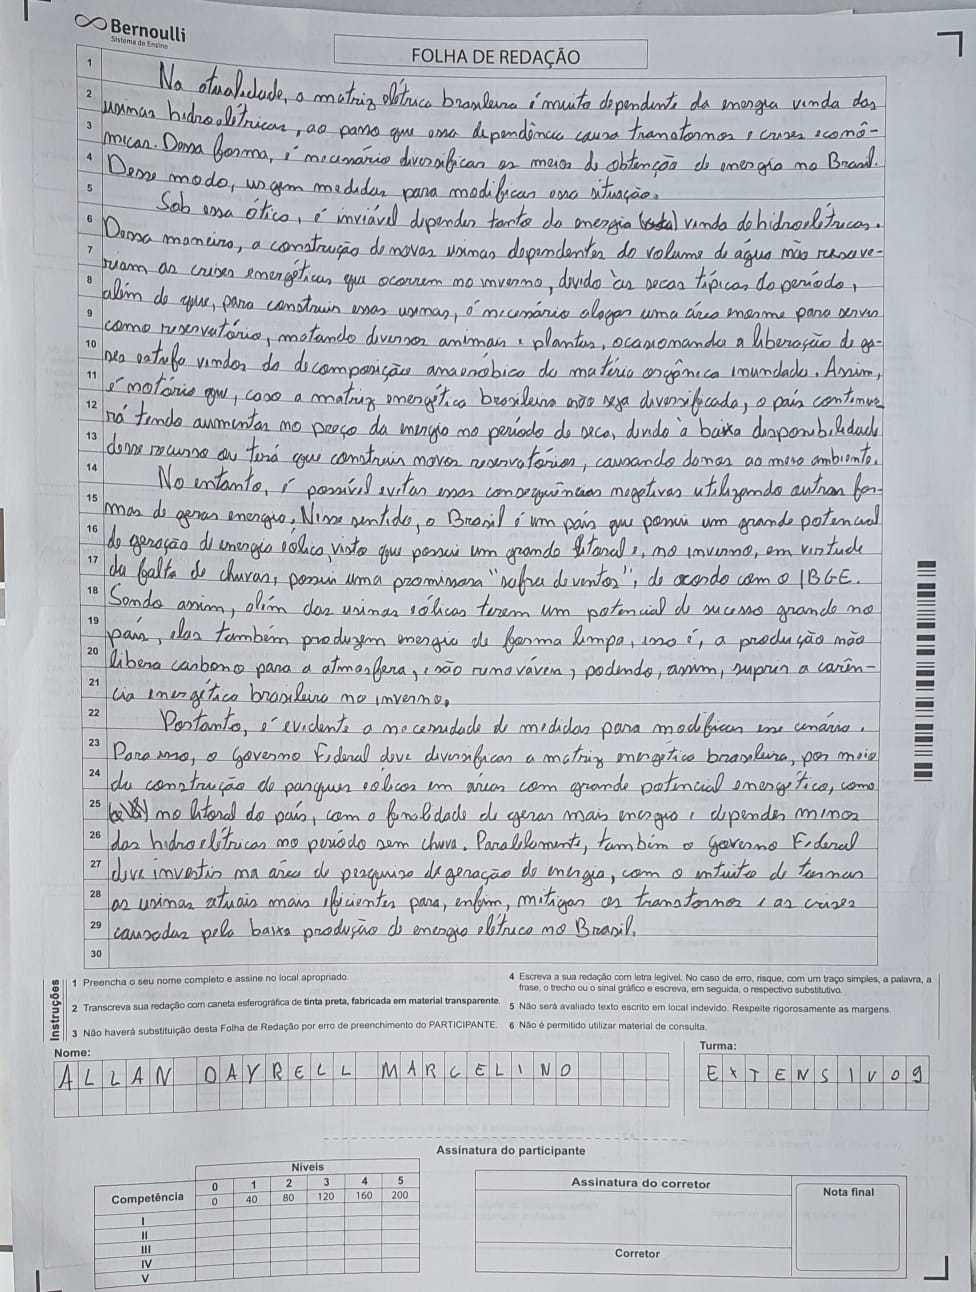 Bernoulli
Sistema de Ensino
FOLHA DE REDAÇÃO
1 Na atualidade, a matriz elétrica brasileira é muito dependente da energia vinda das
2 usinas hidroelétricas, ao passo que essa dependência causa transtornos e crises econô-
3 micas. Dessa forma, é necessário diversificar os meios de obtenção de energia no Brasil.
4 Desse modo, urgem medidas para modificar essa situação.
5 Sob essa ótica, é inviável depender tanto da energia vinda de hidroelétricas.
6 Dessa maneira, a construção de novas usinas dependentes do volume de água não resolve-
7 riam as crises energéticas que ocorrem no inverno, divido às secas típicas do período,
8 além de que, para construir essas usinas, é necessário alagar uma área enorme para servir
9 como reservatório, matando diversos animais e plantas, ocasionando a liberação de ga-
10 ses estufa vindos da decomposição anaeróbica da matéria orgânica inundada. Assim,
11 é notório que, caso a matriz energética brasileira não seja diversificada, o país continua-
12 rá tendo aumentos no preço da energia no período de seca, divido à baixa disponibilidade
13 desse recurso ou terá que construir novos reservatórios, causando danos ao meio ambiente.
14 No entanto, é possível evitar essas consequências negativas utilizando outras for-
15 mas de gerar energia. Nesse sentido, o Brasil é um país que possui um grande potencial
16 de geração de energia eólica visto que possui um grande litoral e, no inverno, em virtude
17 da falta de chuvas, possui uma promissora "safra de ventos", de acordo com o IBGE.
18 Sendo assim, além das usinas eólicas terem um potencial de sucesso grande no
19 país, elas também produzem energia de forma limpa, isso é, a produção não
20 libera carbono para a atmosfera, e são renováveis, podendo, assim, suprir a carên-
21 cia energética brasileira no inverno.
22 Portanto, é evidente a necessidade de medidas para modificar esse cenário.
23 Para isso, o Governo Federal deve diversificar a matriz energética brasileira, por meio
24 da construção de parques eólicos em áreas com grande potencial energético, como
25 no litoral do país, com a finalidade de gerar mais energia e depender menos
26 das hidroelétricas no período sem chuva. Paralelamente, também o governo Federal
27 deve investir na área de pesquisa de geração de energia, com o intuito de tornar
28 as usinas atuais mais eficientes para, enfim, mitigar os transtornos e as crises
29 causadas pela baixa produção de energia elétrica no Brasil.
30
Instruções
1 Preencha o seu nome completo e assine no local apropriado.
2 Transcreva sua redação com caneta esferográfica de tinta preta, fabricada em material transparente.
3 Não haverá substituição desta Folha de Redação por erro de preenchimento do PARTICIPANTE.
4 Escreva a sua redação com letra legível. No caso de erro, risque, com um traço simples, a palavra, a
frase, o trecho ou o sinal gráfico e escreva, em seguida, o respectivo substitutivo.
5 Não será avaliado texto escrito em local indevido. Respeite rigorosamente as margens.
6 Não é permitido utilizar material de consulta.
Nome:
ALLAN DAYRELL MARCELINO
Turma:
EXTENSIVO9
Assinatura do participante
Níveis
Competência 0 1 2 3 4 5
0 40 80 120 160 200
I
II
III
IV
V
Assinatura do corretor
Corretor
Nota final